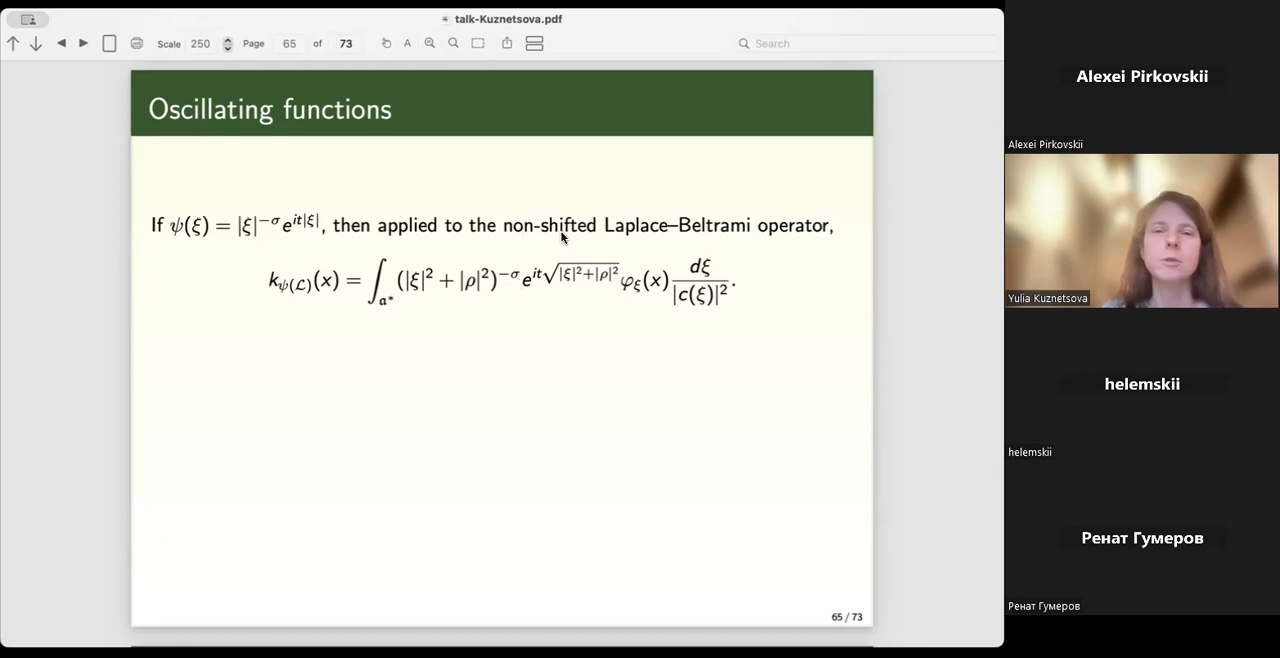 talk-Kuznetsova.pdf
Scale 250 Page 65 of 73 A Search
Oscillating functions
If ψ(ξ) = |ξ|^{−σ}e^{it|ξ|}, then applied to the non-shifted Laplace–Beltrami operator,
k_{ψ(ℒ)}(x) = ∫_{𝔞*} (|ξ|² + |ρ|²)^{−σ} e^{it√(|ξ|²+|ρ|²)} φ_ξ(x) dξ/|c(ξ)|².
65 / 73
Alexei Pirkovskii
Alexei Pirkovskii
Yulia Kuznetsova
helemskii
helemskii
Ренат Гумеров
Ренат Гумеров